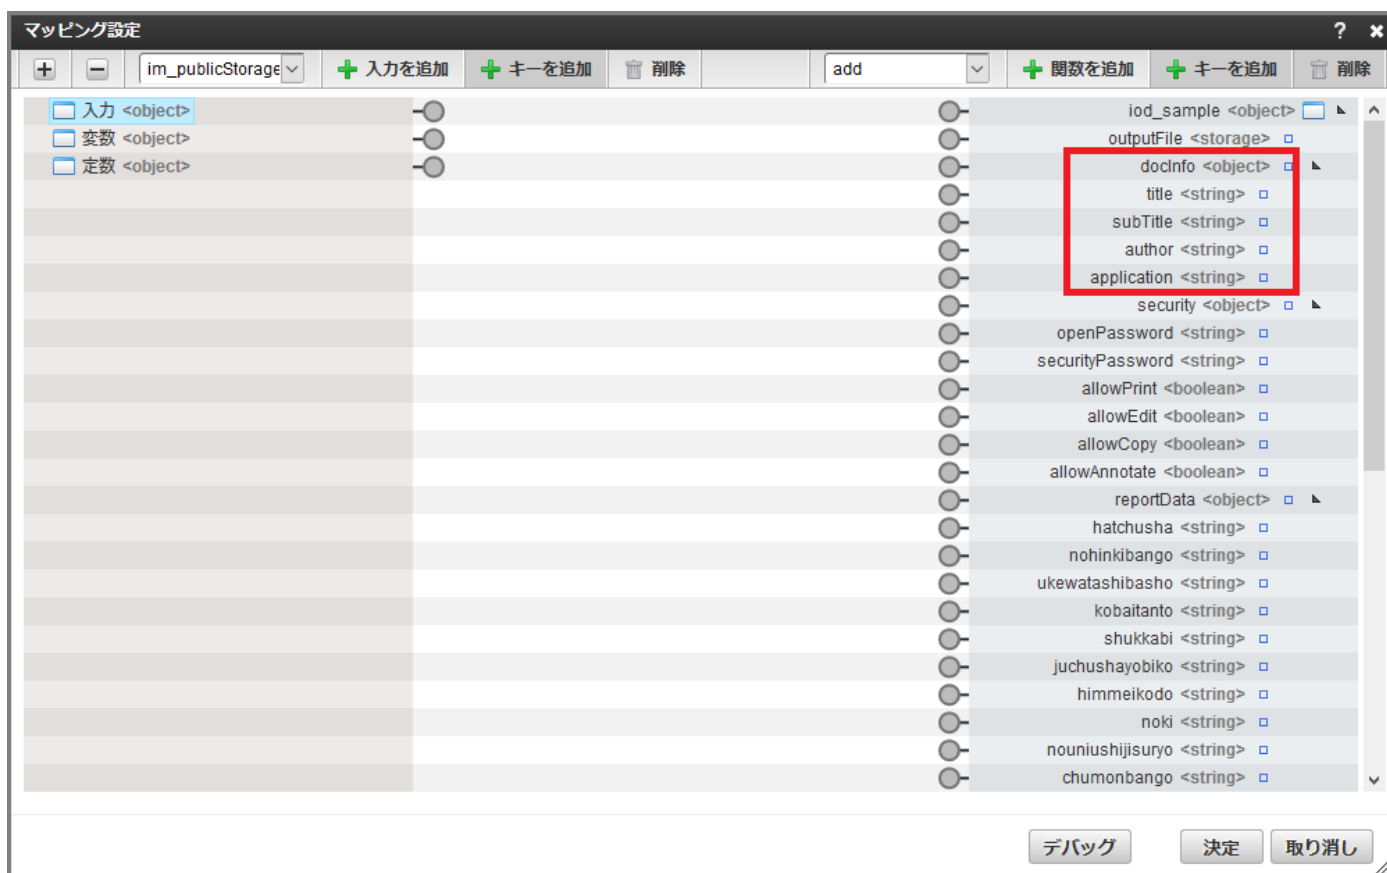 マッピング設定 ? ×
im_publicStorage 入力を追加 キーを追加 削除 add 関数を追加 キーを追加 削除
入力 <object> iod_sample <object>
変数 <object> outputFile <storage>
定数 <object> docInfo <object>
title <string>
subTitle <string>
author <string>
application <string>
security <object>
openPassword <string>
securityPassword <string>
allowPrint <boolean>
allowEdit <boolean>
allowCopy <boolean>
allowAnnotate <boolean>
reportData <object>
hatchusha <string>
nohinkibango <string>
ukewatashibasho <string>
kobaitanto <string>
shukkabi <string>
juchushayobiko <string>
himmeikodo <string>
noki <string>
nouniushijisuryo <string>
chumonbango <string>
デバッグ 決定 取り消し